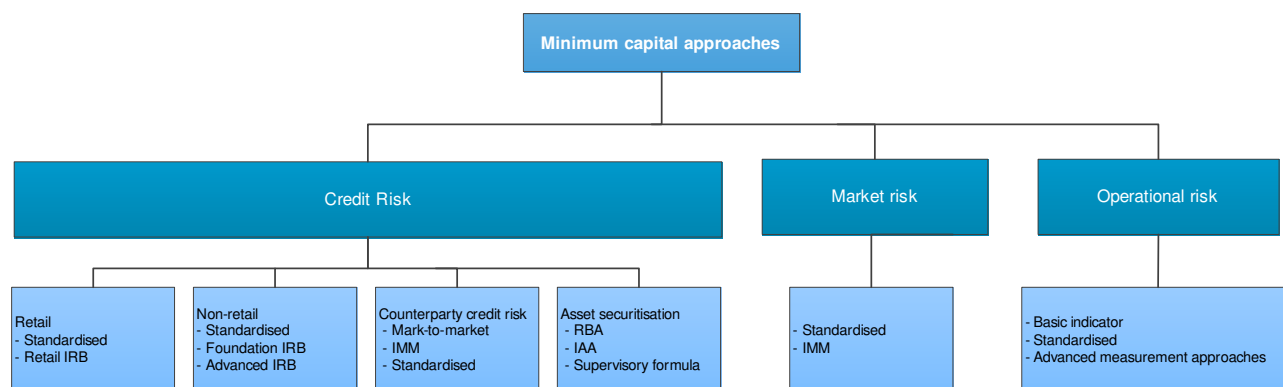 Minimum capital approaches
Credit Risk
Market risk
Operational risk
Retail
- Standardised
- Retail IRB
Non-retail
- Standardised
- Foundation IRB
- Advanced IRB
Counterparty credit risk
- Mark-to-market
- IMM
- Standardised
Asset securitisation
- RBA
- IAA
- Supervisory formula
- Standardised
- IMM
- Basic indicator
- Standardised
- Advanced measurement approaches